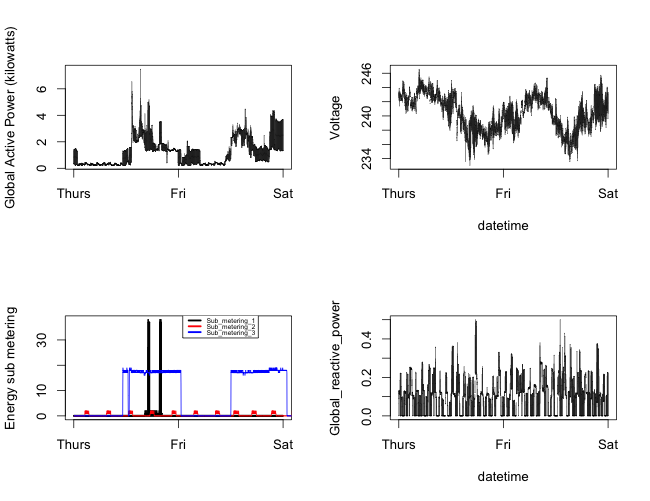 Global Active Power (kilowatts)
6
4
2
0
Thurs Fri Sat
Voltage
246
240
234
Thurs Fri Sat
datetime
Energy sub metering
30
10
0
Sub_metering_1
Sub_metering_2
Sub_metering_3
Thurs Fri Sat
Global_reactive_power
0.4
0.2
0.0
Thurs Fri Sat
datetime